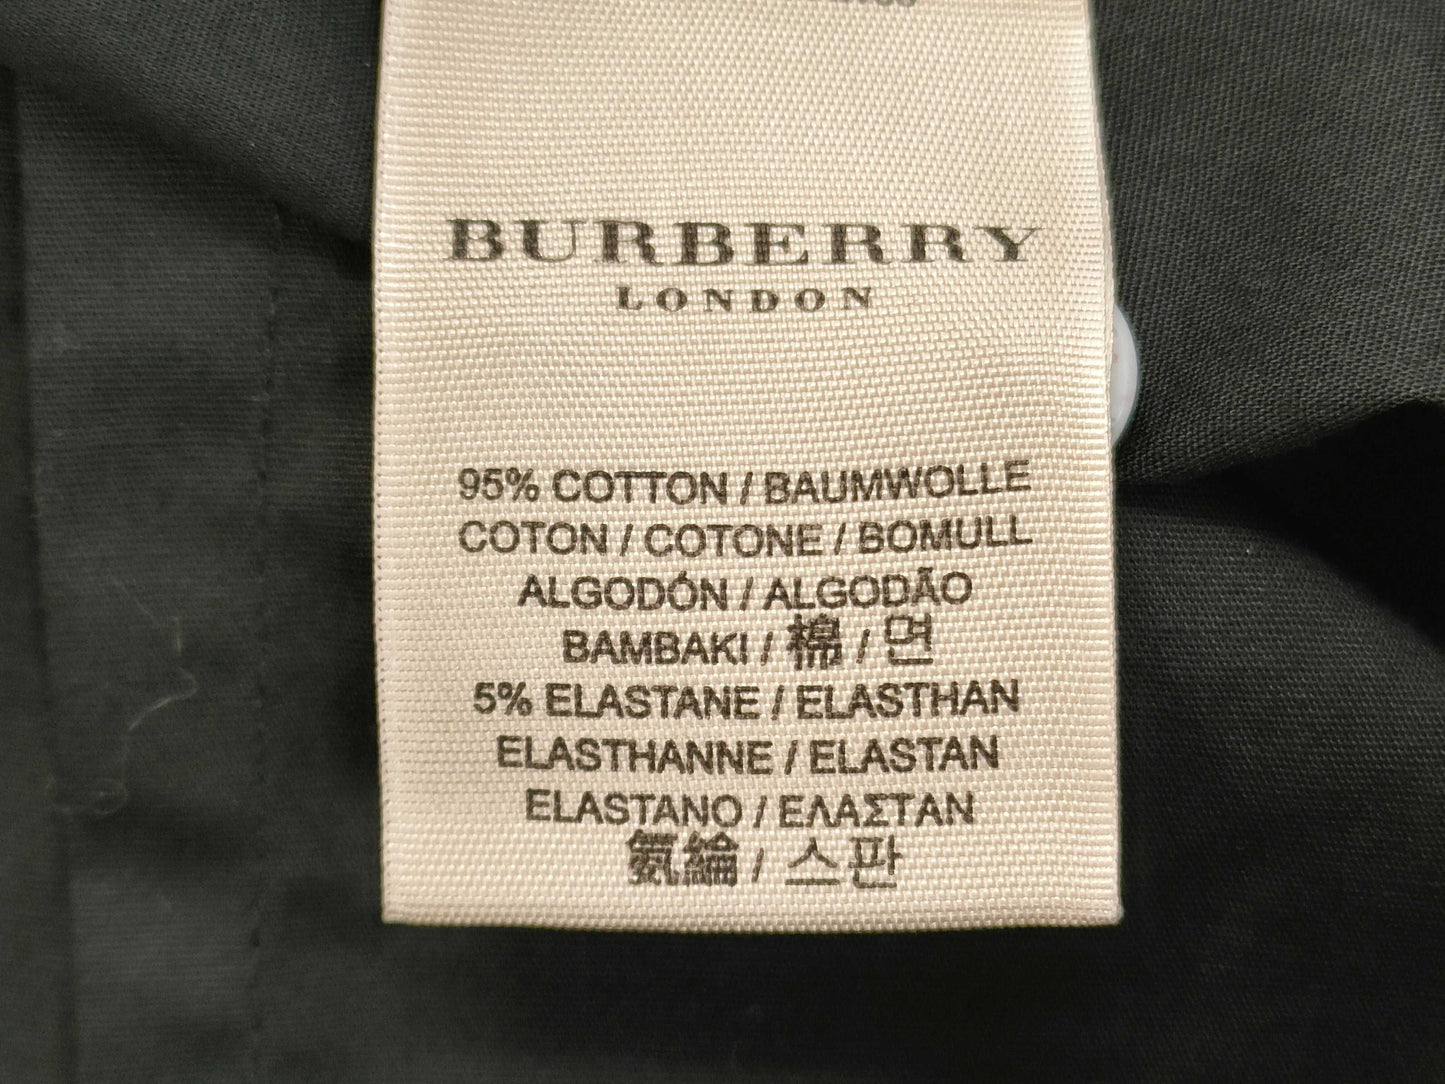 BURBERRY
LONDON
95% COTTON / BAUMWOLLE
COTON / COTONE / BOMULL
ALGODÓN / ALGODÃO
BAMBAKI / 棉 / 면
5% ELASTANE / ELASTHAN
ELASTHANNE / ELASTAN
ELASTANO / ΕΛΑΣΤΑΝ
氨綸 / 스판